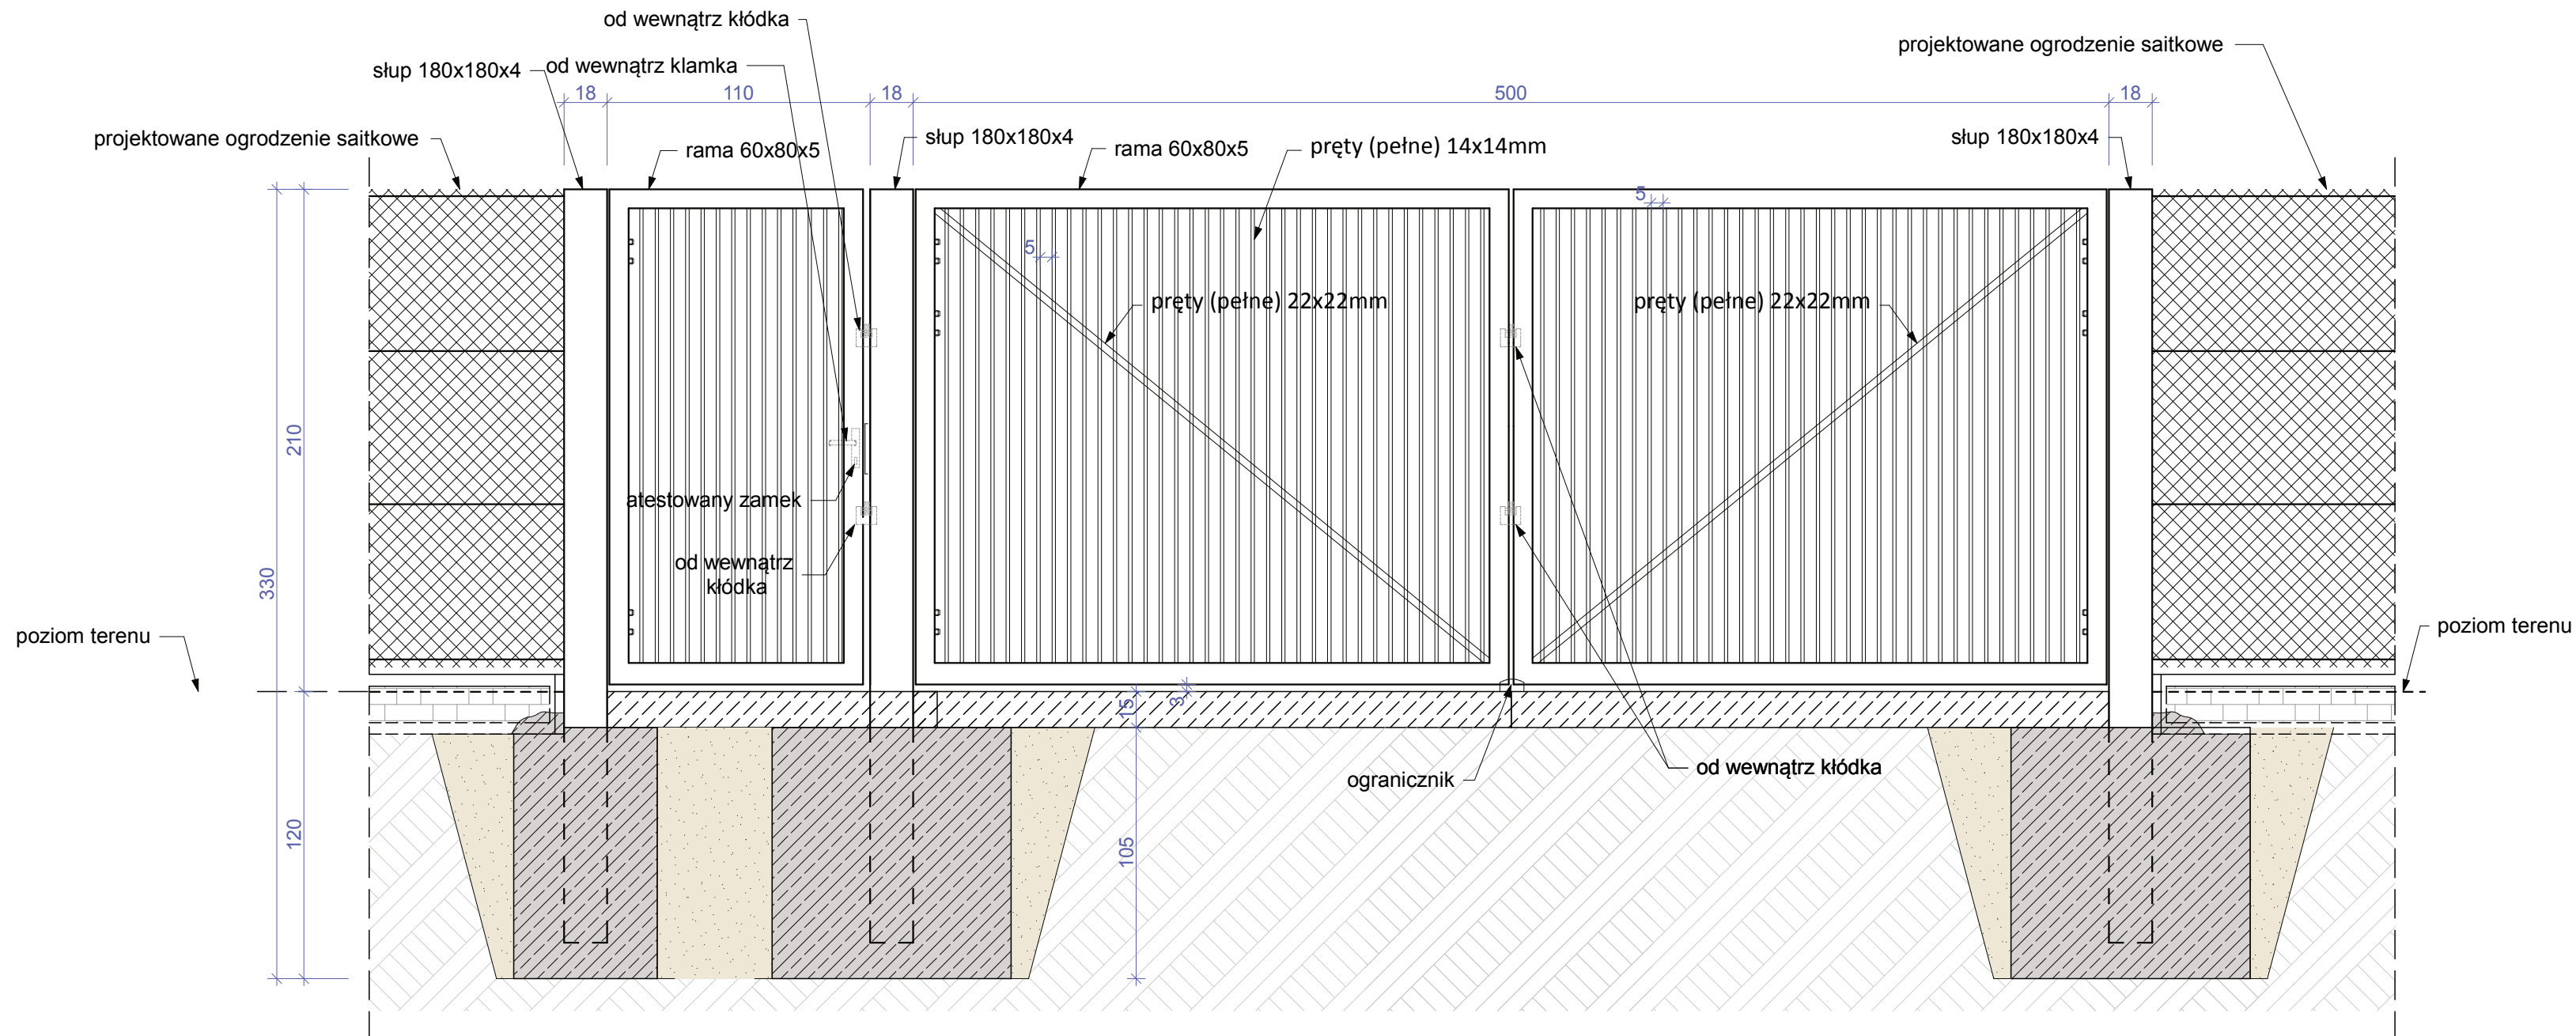 od wewnątrz kłódka
projektowane ogrodzenie saitkowe
od wewnątrz klamka
słup 180x180x4
18
110
18
500
18
projektowane ogrodzenie saitkowe
rama 60x80x5
słup 180x180x4
rama 60x80x5
pręty (pełne) 14x14mm
słup 180x180x4
5
5
pręty (pełne) 22x22mm
pręty (pełne) 22x22mm
210
atestowany zamek
od wewnątrz
kłódka
330
poziom terenu
poziom terenu
15
3
ogranicznik
od wewnątrz kłódka
120
105